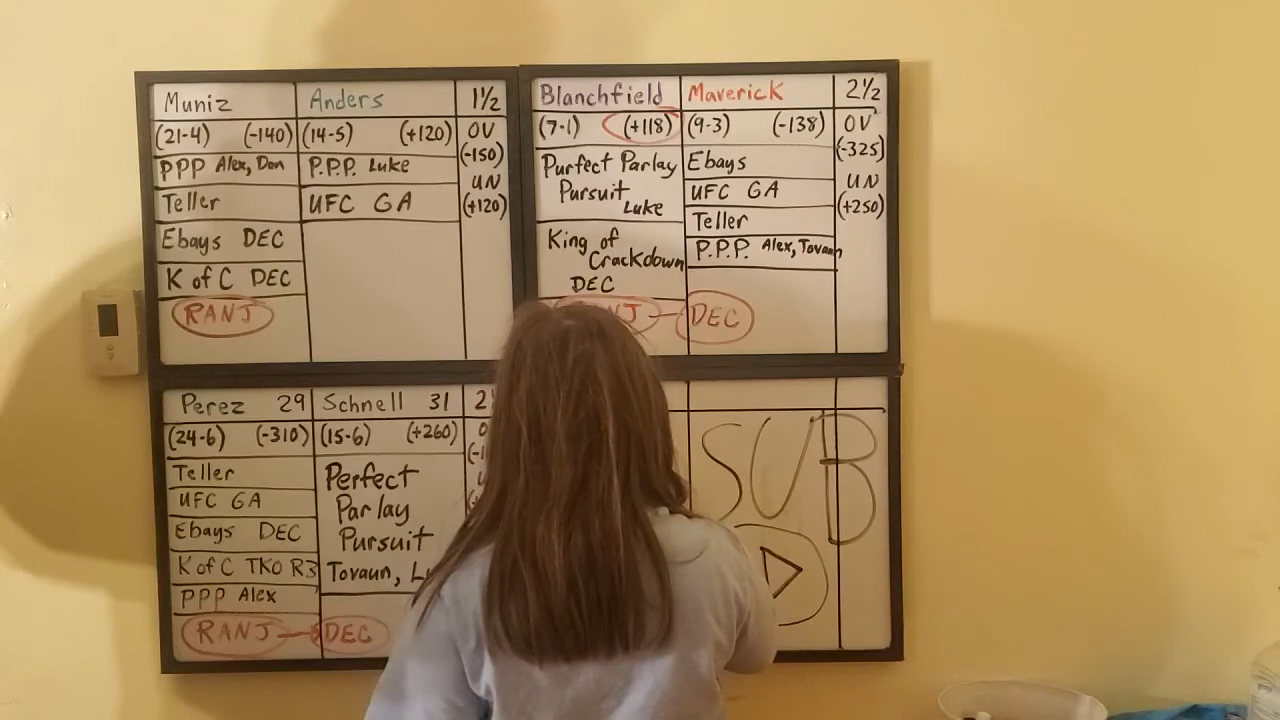 Muniz Anders 1½
(21-4) (-140) (14-5) (+120) OV
(-150)
UN
(+120)
PPP Alex, Don P.P.P. Luke
Teller UFC GA
Ebays DEC
K of C DEC
RANJ
Blanchfield Maverick 2½
(7-1) (+118) (9-3) (-138) OV
(-325)
UN
(+250)
Purfect Parlay
Pursuit
Luke
King of
Crackdown
DEC
Ebays
UFC GA
Teller
P.P.P. Alex, Tovaun
NJ DEC
Perez 29 Schnell 31 2
(24-6) (-310) (15-6) (+260)
Teller
UFC GA
Ebays DEC
K of C TKO R3
PPP Alex
RANJ DEC
Perfect
Parlay
Pursuit
Tovaun,
SUB